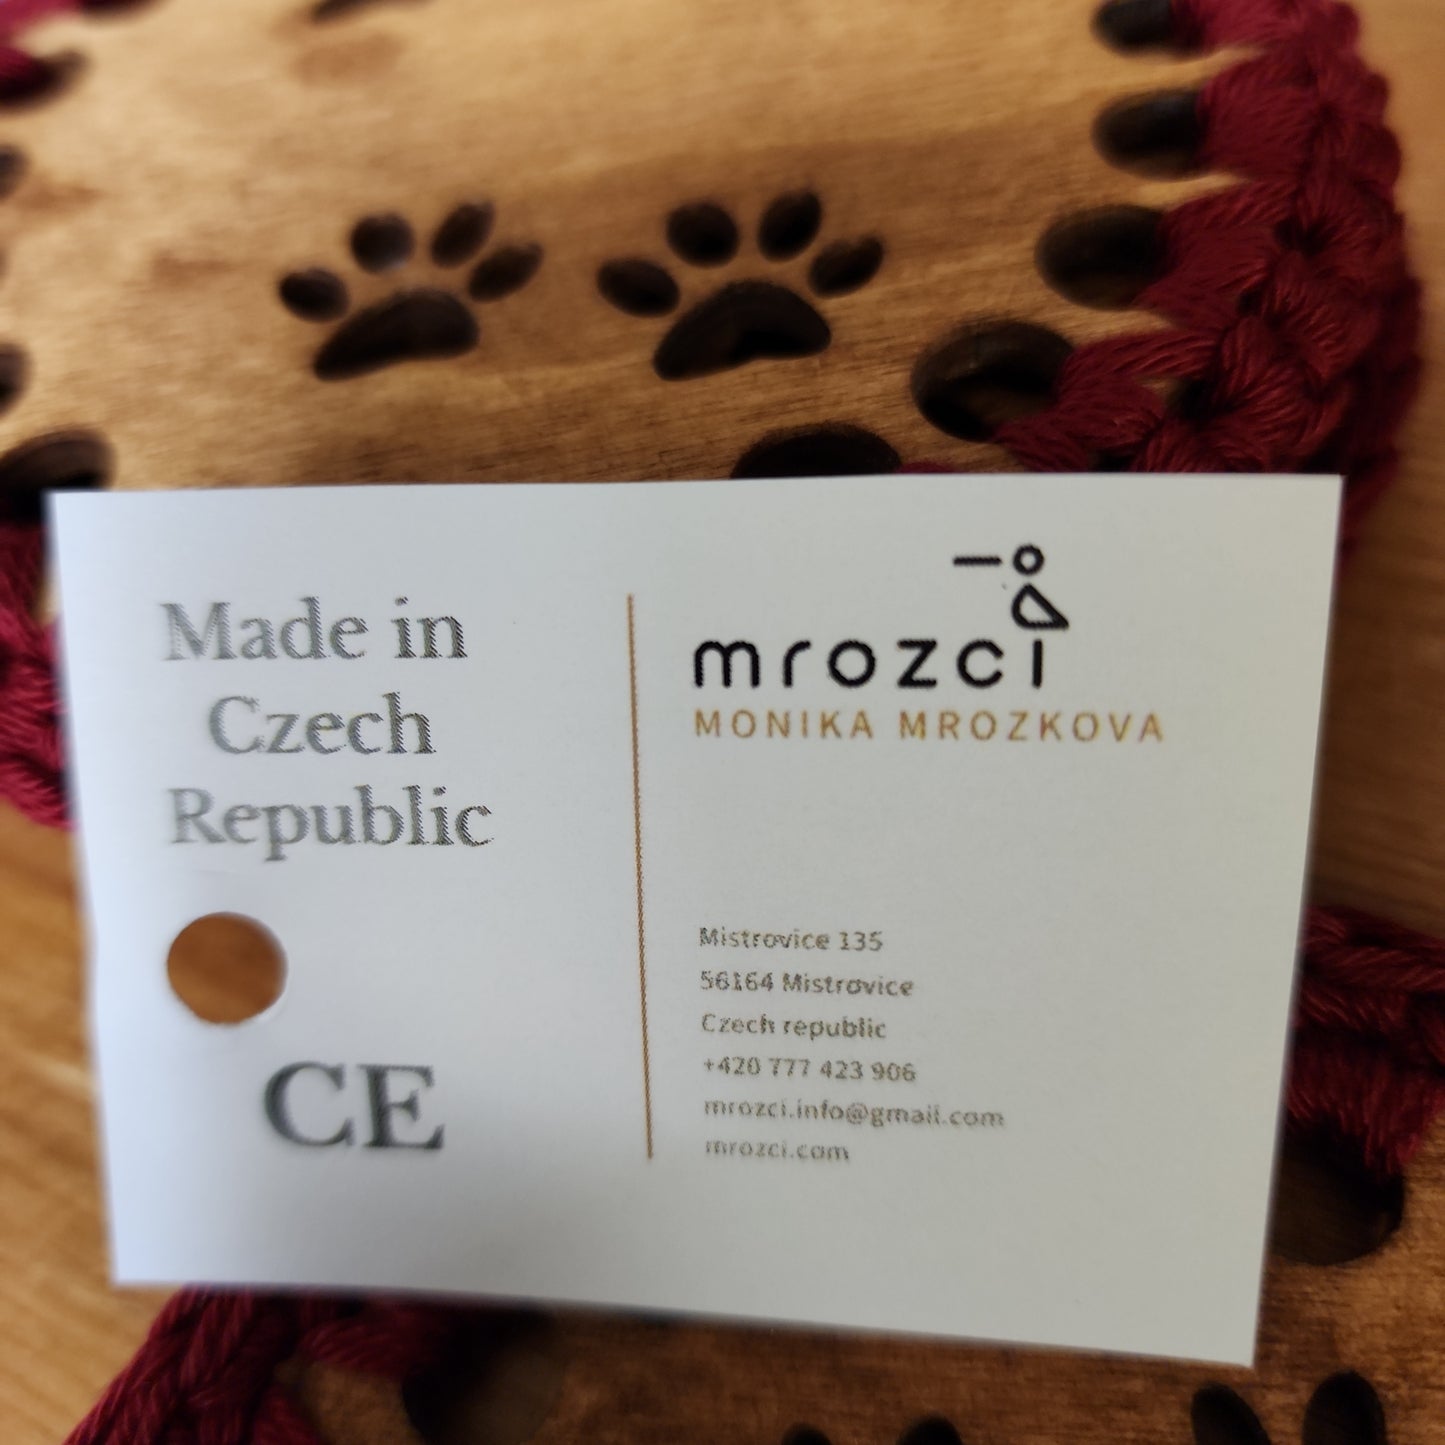 Made in
Czech
Republic
CE
mrozci
MONIKA MROZKOVA
Mistrovice 135
56164 Mistrovice
Czech republic
+420 777 423 906
mrozci.info@gmail.com
mrozci.com